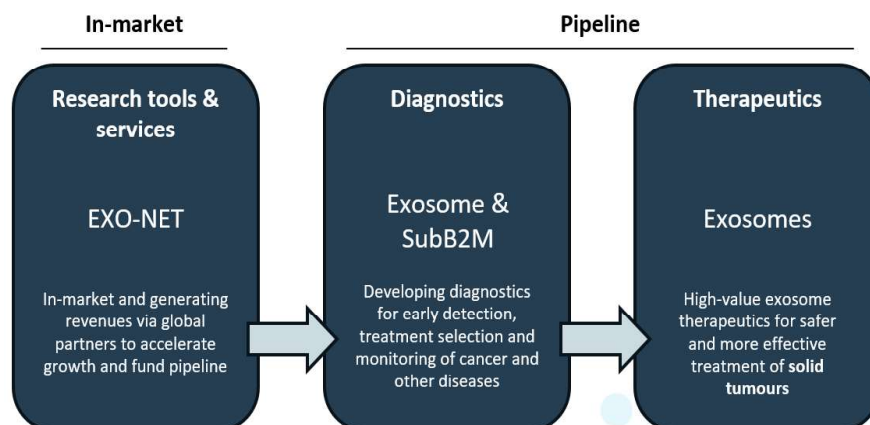 In-market
Pipeline
Research tools &
services
EXO-NET
In-market and generating
revenues via global
partners to accelerate
growth and fund pipeline
Diagnostics
Exosome &
SubB2M
Developing diagnostics
for early detection,
treatment selection and
monitoring of cancer and
other diseases
Therapeutics
Exosomes
High-value exosome
therapeutics for safer
and more effective
treatment of solid
tumours